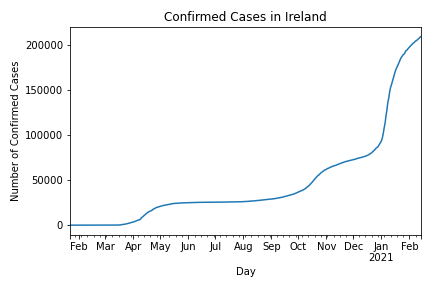 Confirmed Cases in Ireland
Number of Confirmed Cases
200000
150000
100000
50000
0
Feb Mar Apr May Jun Jul Aug Sep Oct Nov Dec Jan Feb
2021
Day